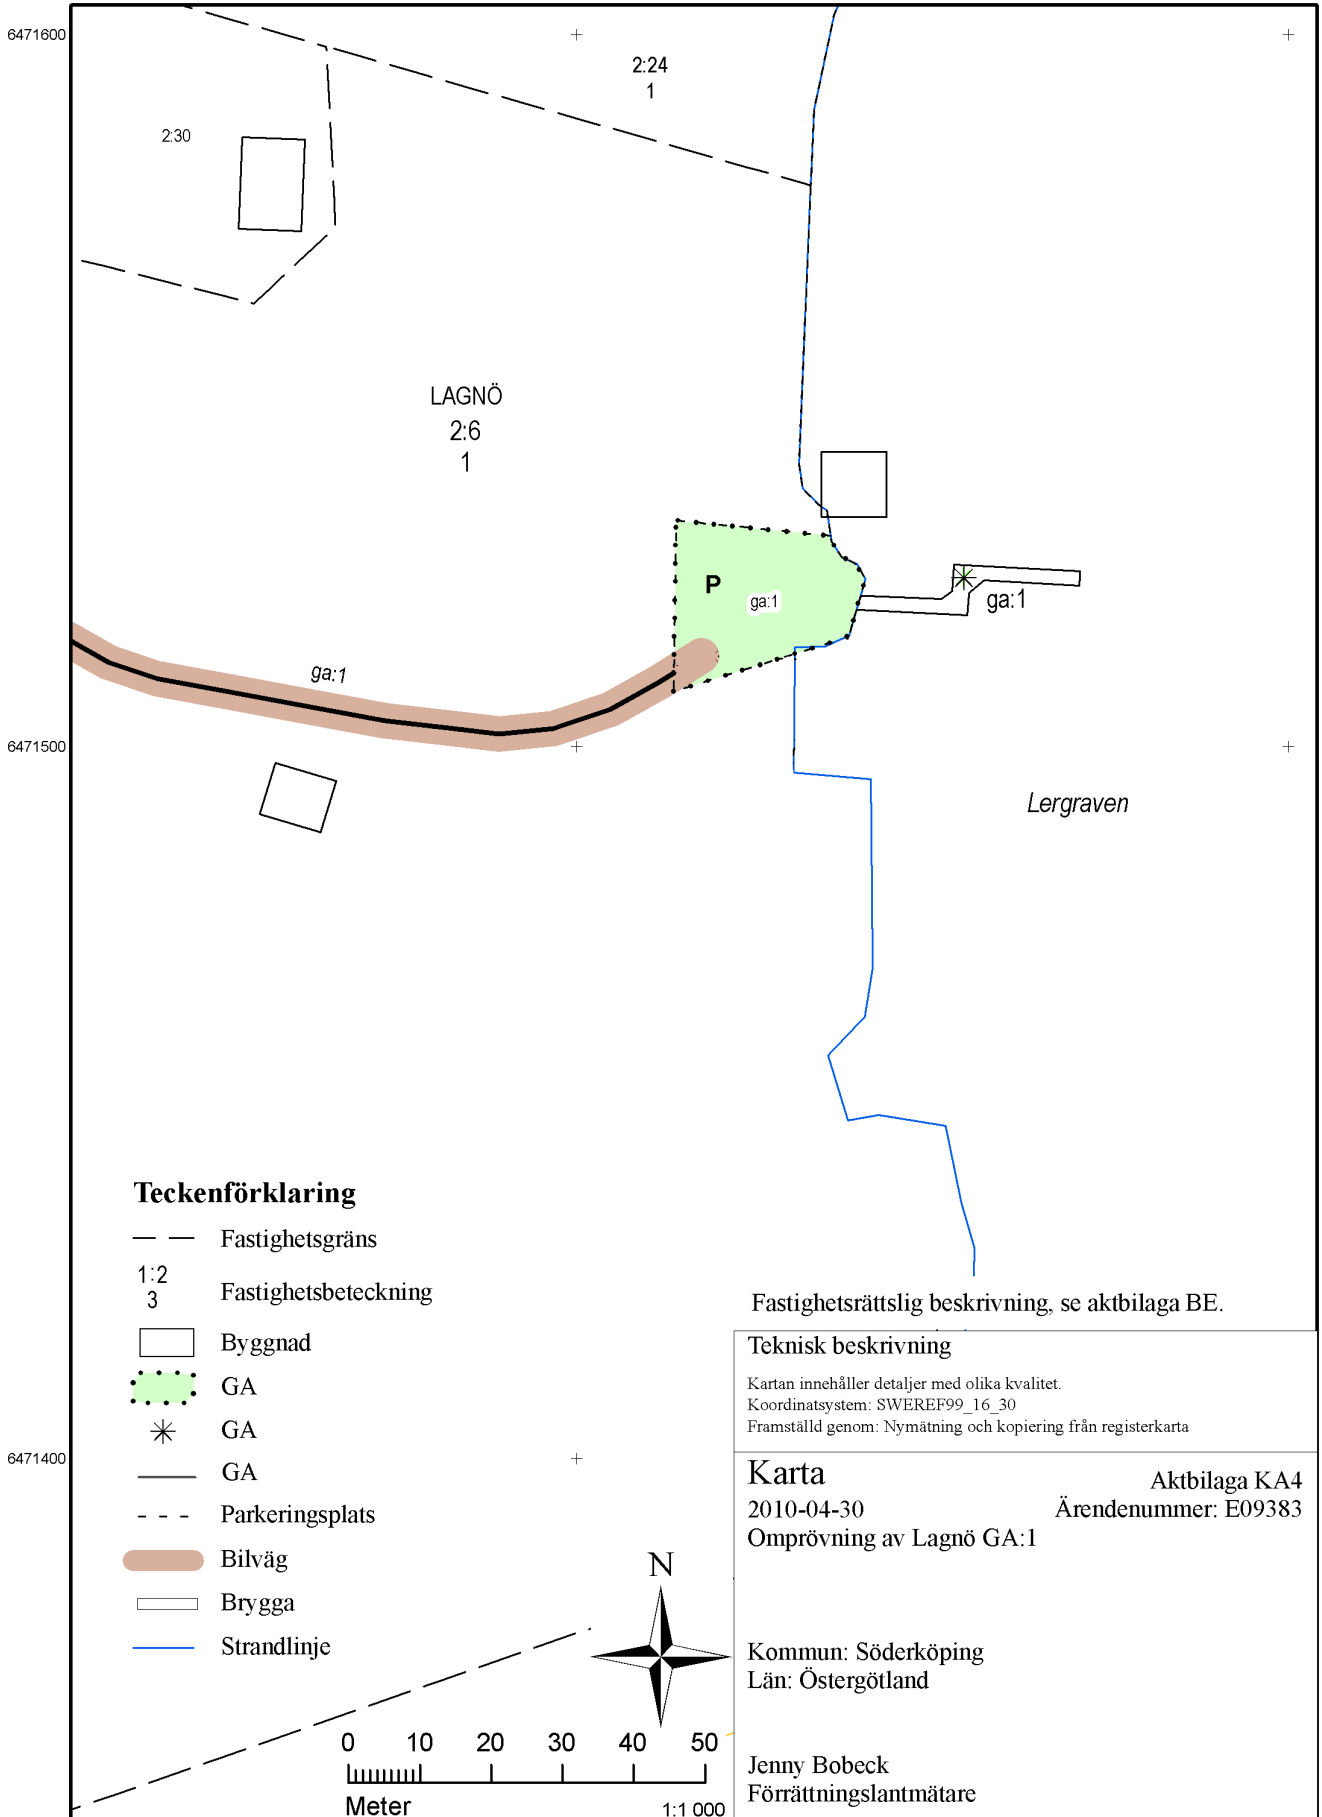 6471600
2:24
1
2:30
LAGNÖ
2:6
1
P
ga:1
ga:1
ga:1
6471500
Lergraven
Teckenförklaring
Fastighetsgräns
1:2
3
Fastighetsbeteckning
Byggnad
GA
GA
GA
Parkeringsplats
Bilväg
Brygga
Strandlinje
6471400
N
0 10 20 30 40 50
Meter
1:1 000
Fastighetsrättslig beskrivning, se aktbilaga BE.
Teknisk beskrivning
Kartan innehåller detaljer med olika kvalitet.
Koordinatsystem: SWEREF99_16_30
Framställd genom: Nymätning och kopiering från registerkarta
Karta
Aktbilaga KA4
2010-04-30
Ärendenummer: E09383
Omprövning av Lagnö GA:1
Kommun: Söderköping
Län: Östergötland
Jenny Bobeck
Förrättningslantmätare